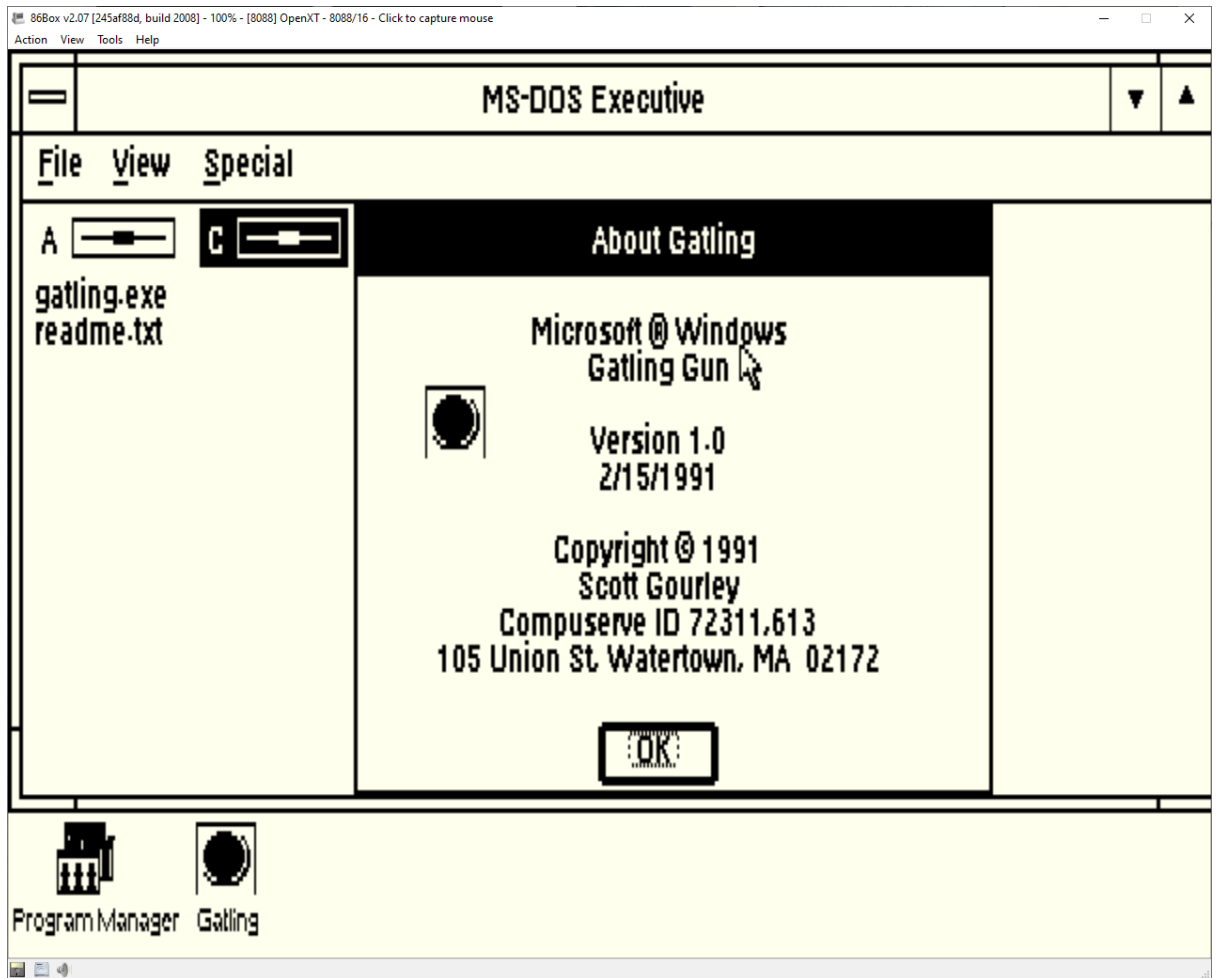 86Box v2.07 [245af88d, build 2008] - 100% - [8088] OpenXT - 8088/16 - Click to capture mouse
Action View Tools Help
MS-DOS Executive
File View Special
A C
gatling.exe
readme.txt
About Gatling
Microsoft ® Windows
Gatling Gun
Version 1.0
2/15/1991
Copyright © 1991
Scott Gourley
Compuserve ID 72311,613
105 Union St. Watertown, MA 02172
OK
Program Manager Gatling